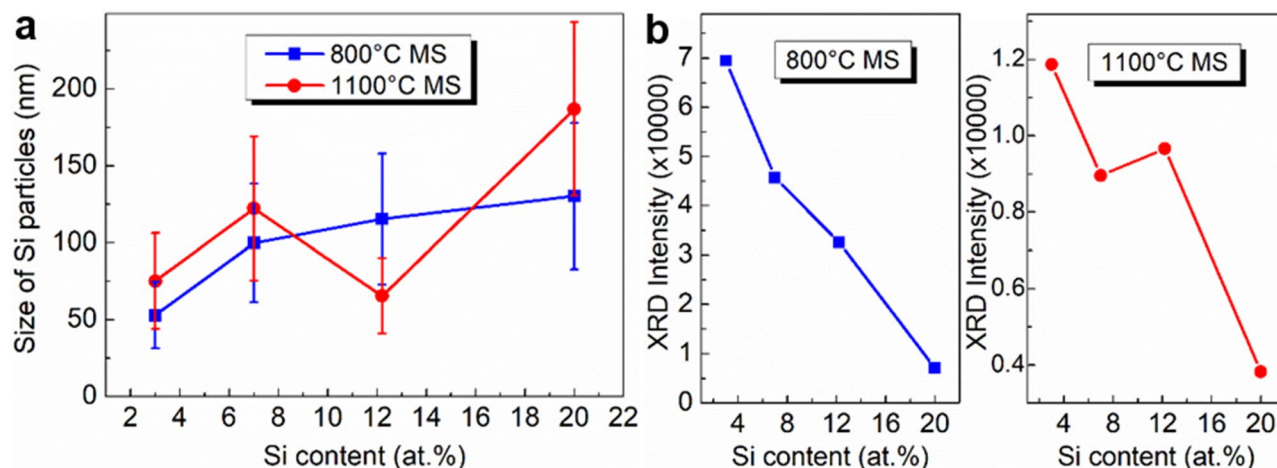 a
800°C MS
1100°C MS
Size of Si particles (nm)
200
150
100
50
0
2 4 6 8 10 12 14 16 18 20 22
Si content (at.%)
b
800°C MS
XRD Intensity (x10000)
7
6
5
4
3
2
1
0
4 8 12 16 20
Si content (at.%)
1100°C MS
XRD Intensity (x10000)
1.2
1.0
0.8
0.6
0.4
4 8 12 16 20
Si content (at.%)